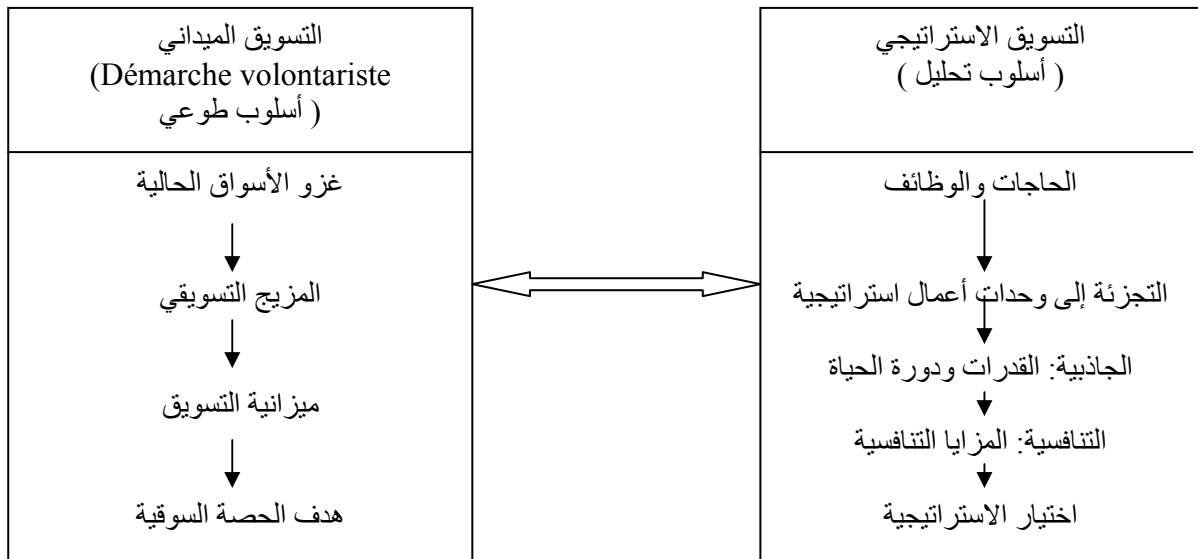 التسويق الاستراتيجي
( أسلوب تحليل )
الحاجات والوظائف
التجزئة إلى وحدات أعمال استراتيجية
الجاذبية: القدرات ودورة الحياة
التنافسية: المزايا التنافسية
اختيار الاستراتيجية
التسويق الميداني
(Démarche volontariste
( أسلوب طوعي
غزو الأسواق الحالية
المزيج التسويقي
ميزانية التسويق
هدف الحصة السوقية